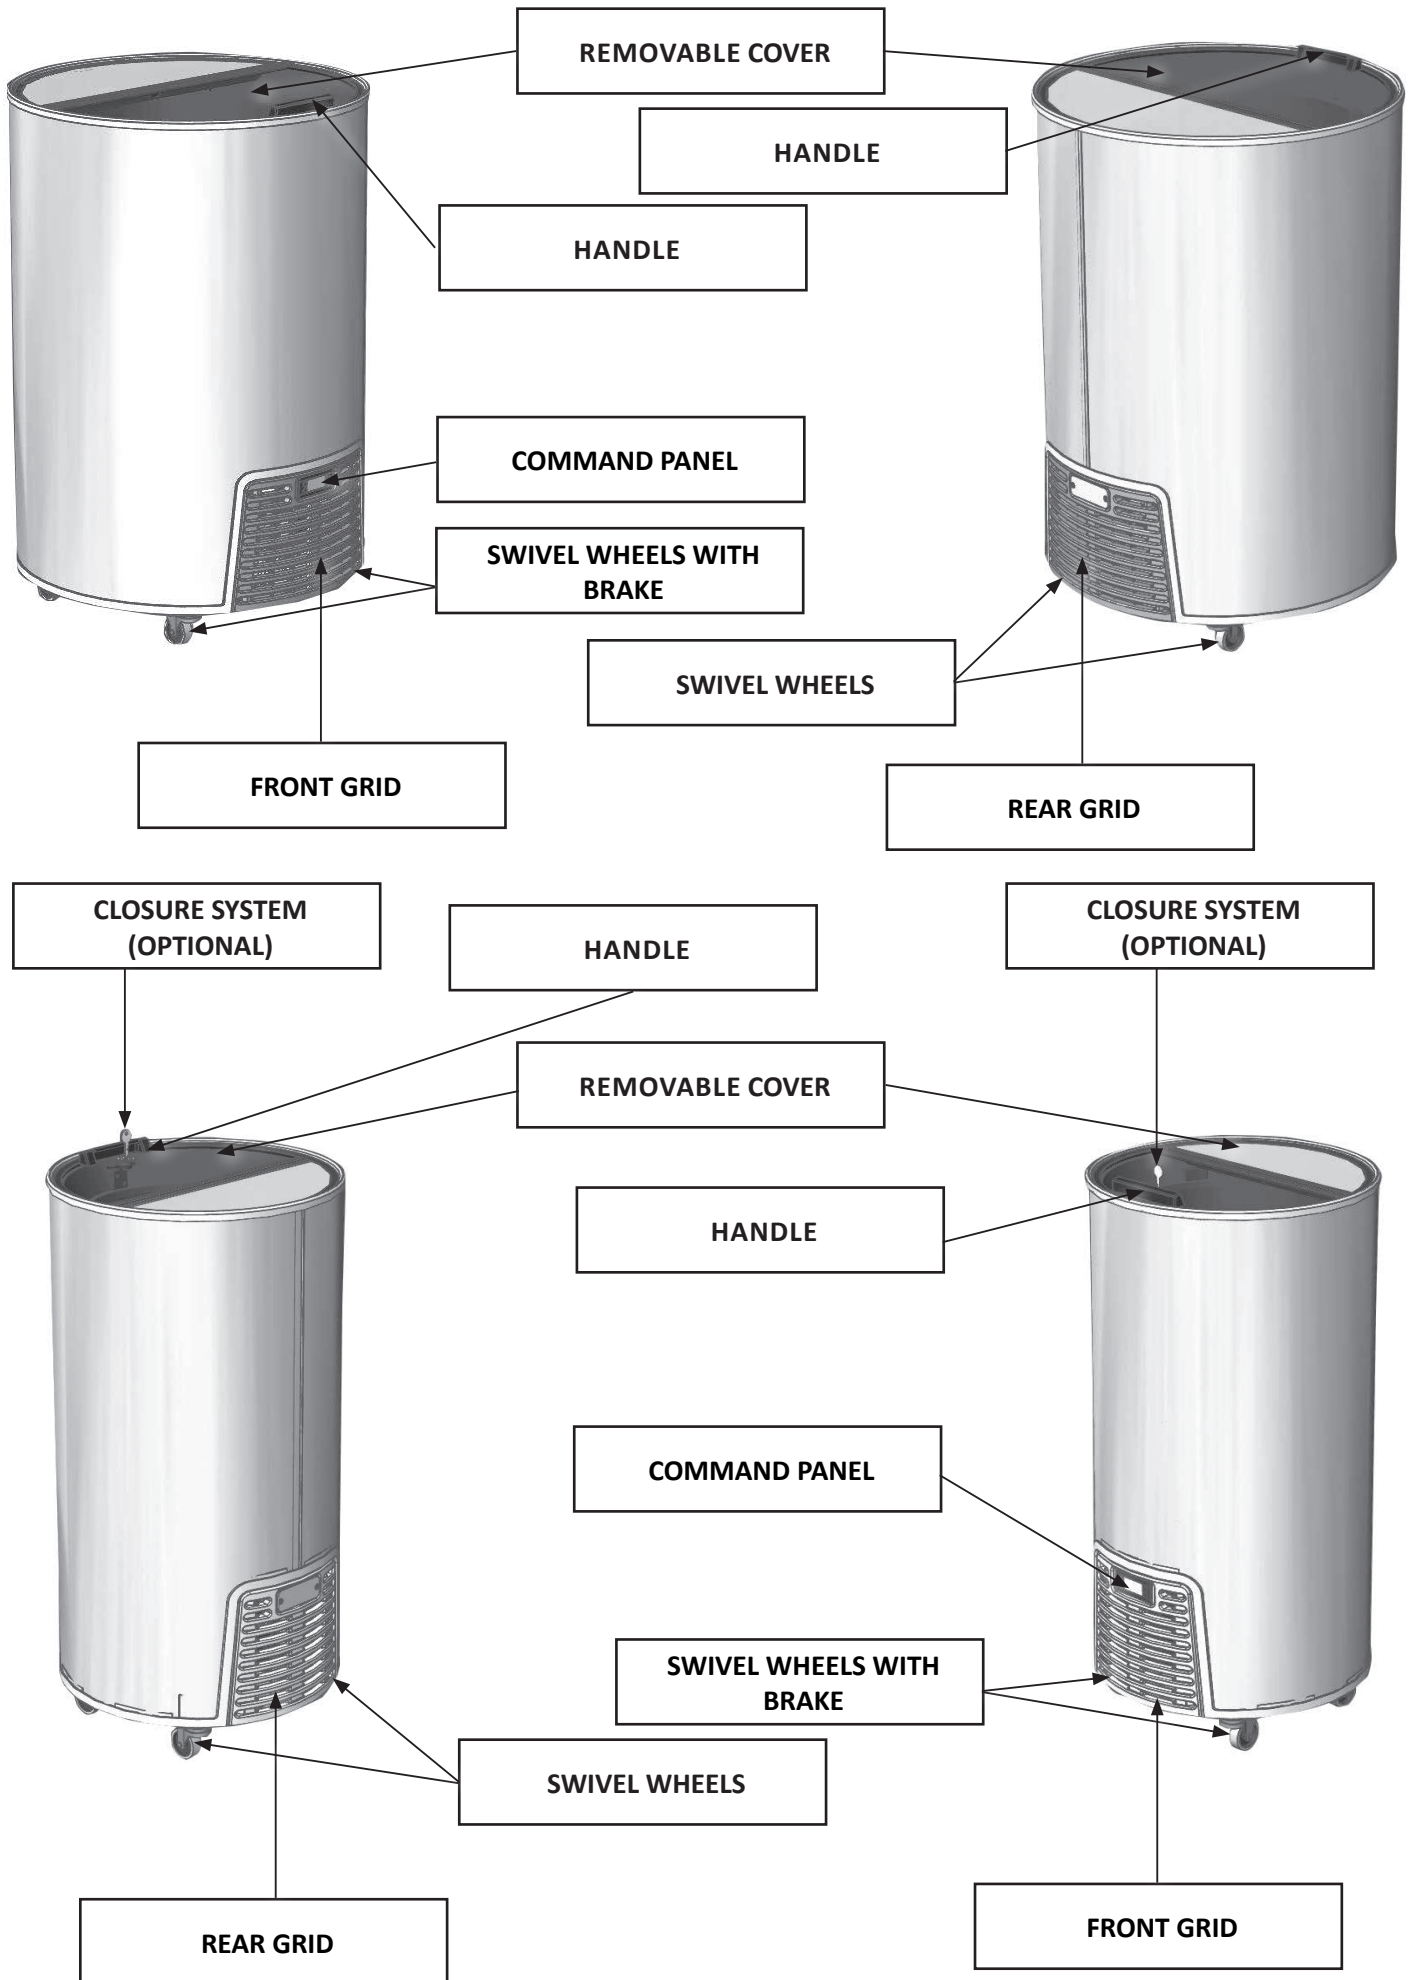 REMOVABLE COVER
HANDLE
HANDLE
COMMAND PANEL
SWIVEL WHEELS WITH
BRAKE
SWIVEL WHEELS
FRONT GRID
REAR GRID
CLOSURE SYSTEM
(OPTIONAL)
HANDLE
CLOSURE SYSTEM
(OPTIONAL)
REMOVABLE COVER
HANDLE
COMMAND PANEL
SWIVEL WHEELS WITH
BRAKE
SWIVEL WHEELS
FRONT GRID
REAR GRID